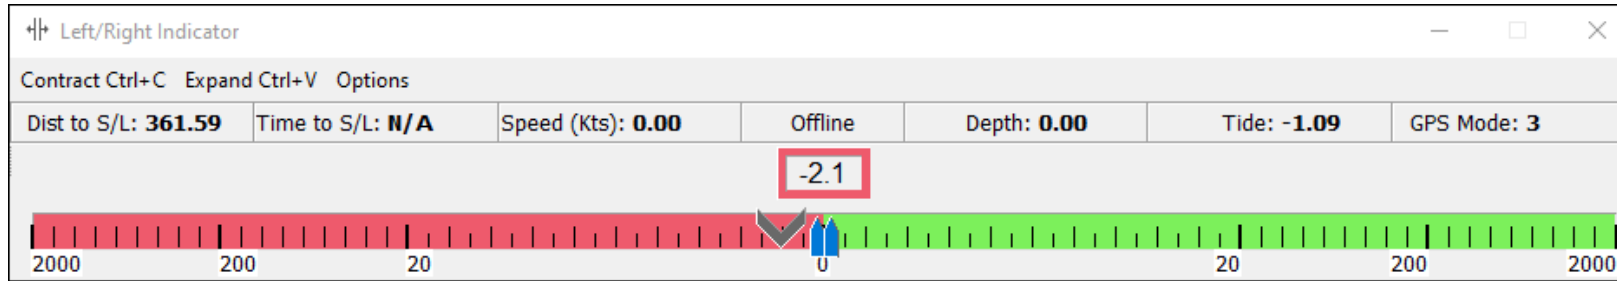 Left/Right Indicator
Contract Ctrl+C Expand Ctrl+V Options
Dist to S/L: 361.59 Time to S/L: N/A Speed (Kts): 0.00 Offline Depth: 0.00 Tide: -1.09 GPS Mode: 3
-2.1
2000 200 20 0 20 200 2000